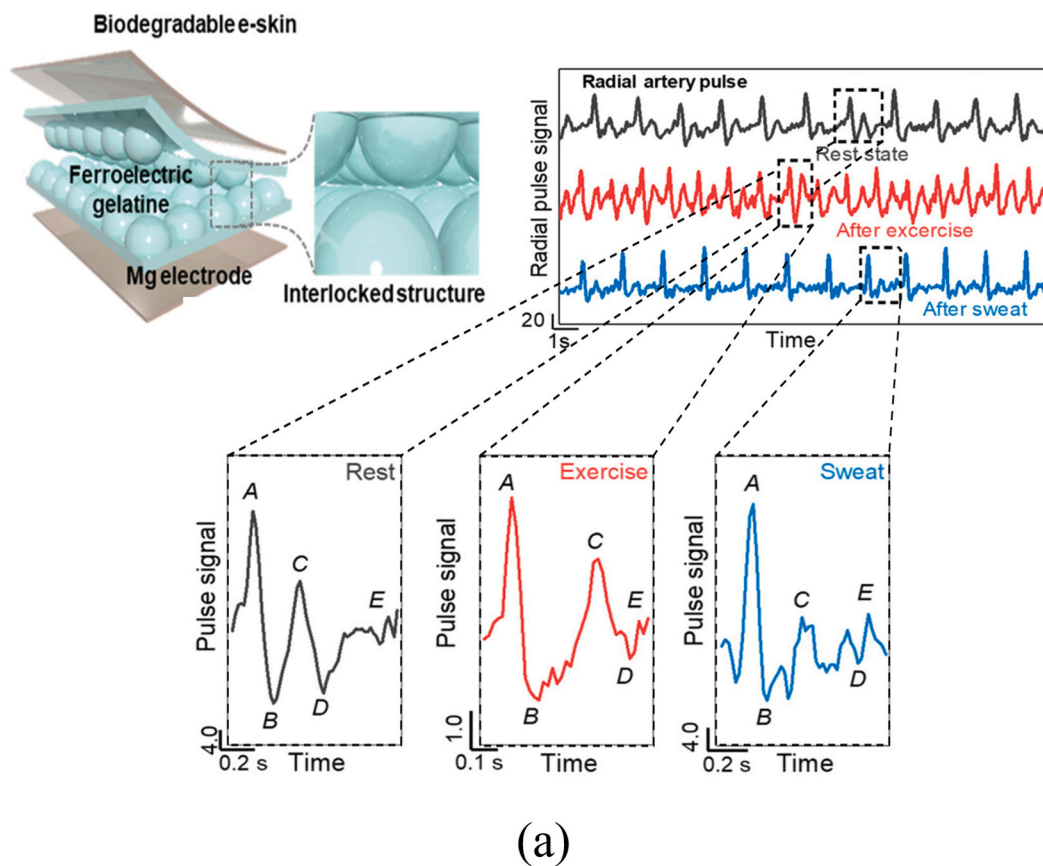 Biodegradable e-skin
Ferroelectric
gelatine
Mg electrode
Interlocked structure
Radial pulse signal
Radial artery pulse
Rest state
After excercise
After sweat
20
1s
Time
Rest
A
B
C
D
E
Pulse signal
4.0
0.2 s
Time
Exercise
A
B
C
D
E
Pulse signal
1.0
0.1 s
Time
Sweat
A
B
C
D
E
Pulse signal
4.0
0.2 s
Time
(a)